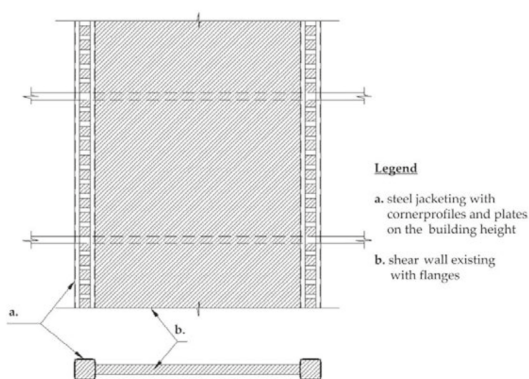 Legend
a. steel jacketing with
cornerprofiles and plates
on the building height
b. shear wall existing
with flanges
a.
b.